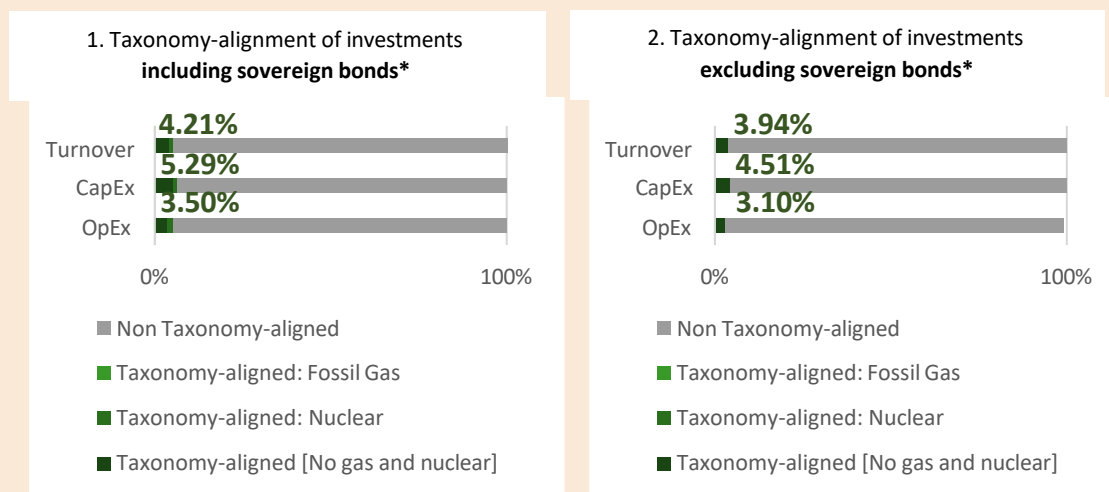 1. Taxonomy-alignment of investments
including sovereign bonds*
4.21%
Turnover
5.29%
CapEx
3.50%
OpEx
0%
100%
Non Taxonomy-aligned
Taxonomy-aligned: Fossil Gas
Taxonomy-aligned: Nuclear
Taxonomy-aligned [No gas and nuclear]
2. Taxonomy-alignment of investments
excluding sovereign bonds*
3.94%
Turnover
4.51%
CapEx
3.10%
OpEx
0%
100%
Non Taxonomy-aligned
Taxonomy-aligned: Fossil Gas
Taxonomy-aligned: Nuclear
Taxonomy-aligned [No gas and nuclear]